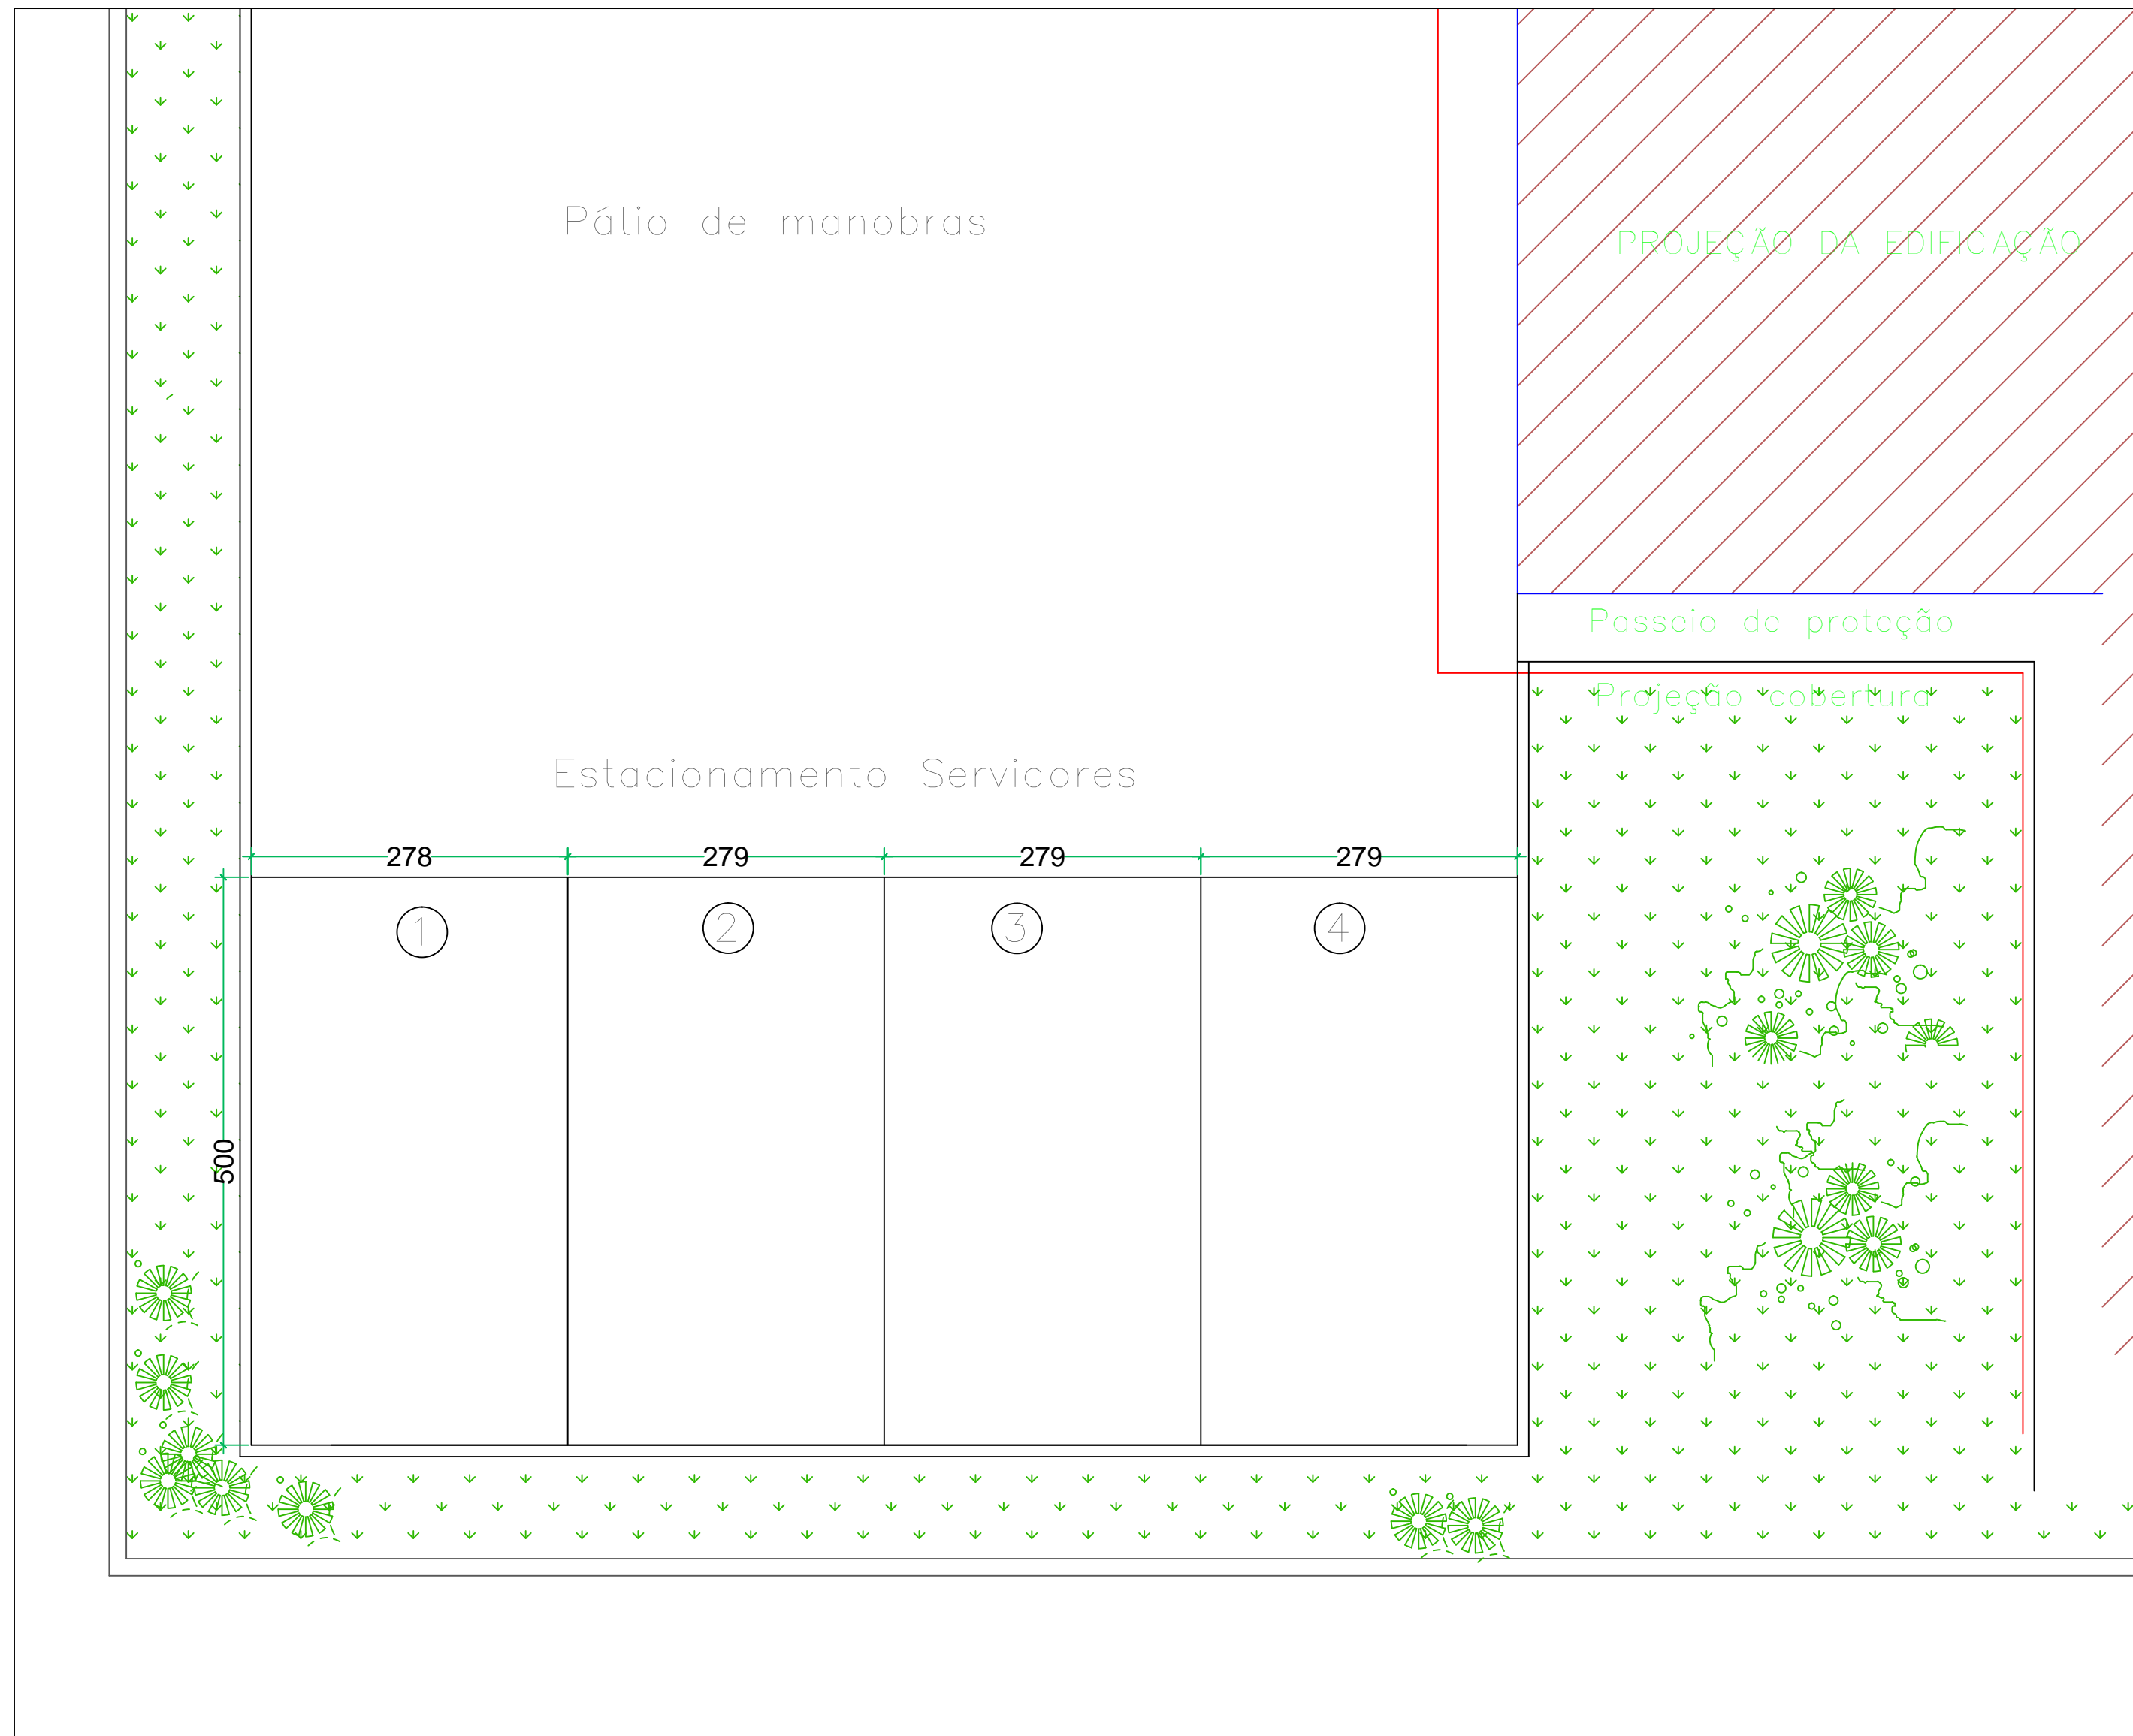 Pátio de manobras
PROJEÇÃO DA EDIFICAÇÃO
Passeio de proteção
Projeção cobertura
Estacionamento Servidores
278 279 279 279
1 2 3 4
500